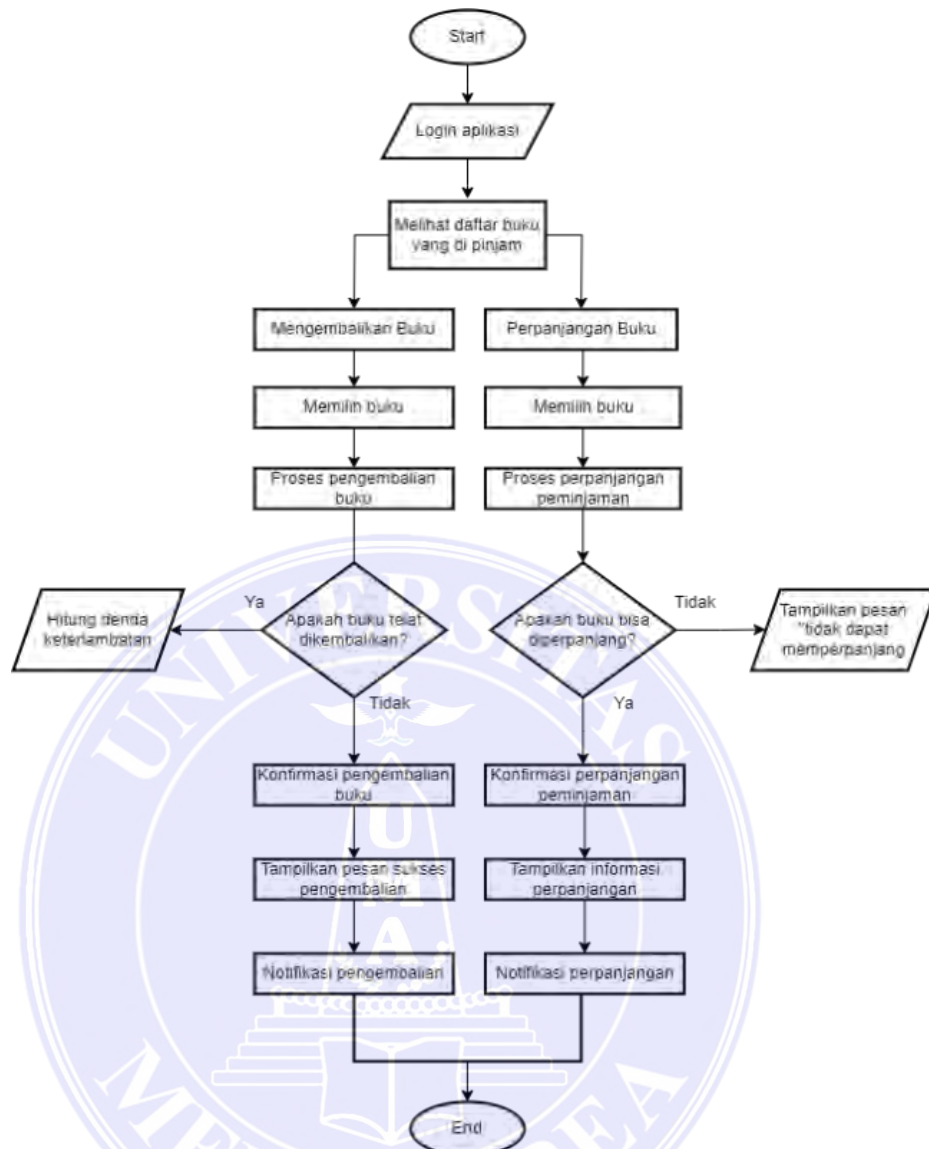 Start
Login aplikasi
Melihat daftar buku
yang di pinjam
Mengembalikan Buku
Perpanjangan Buku
Memilih buku
Memilih buku
Proses pengembalian
buku
Proses perpanjangan
peminjaman
Ya
Tidak
Hitung denda
keterlambatan
Apakah buku telat
dikembalikan?
Apakah buku bisa
diperpanjang?
Tampilkan pesan
"tidak dapat
memperpanjang
Tidak
Ya
Konfirmasi pengembalian
buku
Konfirmasi perpanjangan
peminjaman
Tampilkan pesan sukses
pengembalian
Tampilkan informasi
perpanjangan
Notifikasi pengembalian
Notifikasi perpanjangan
End
UNIVERSITAS
UMA